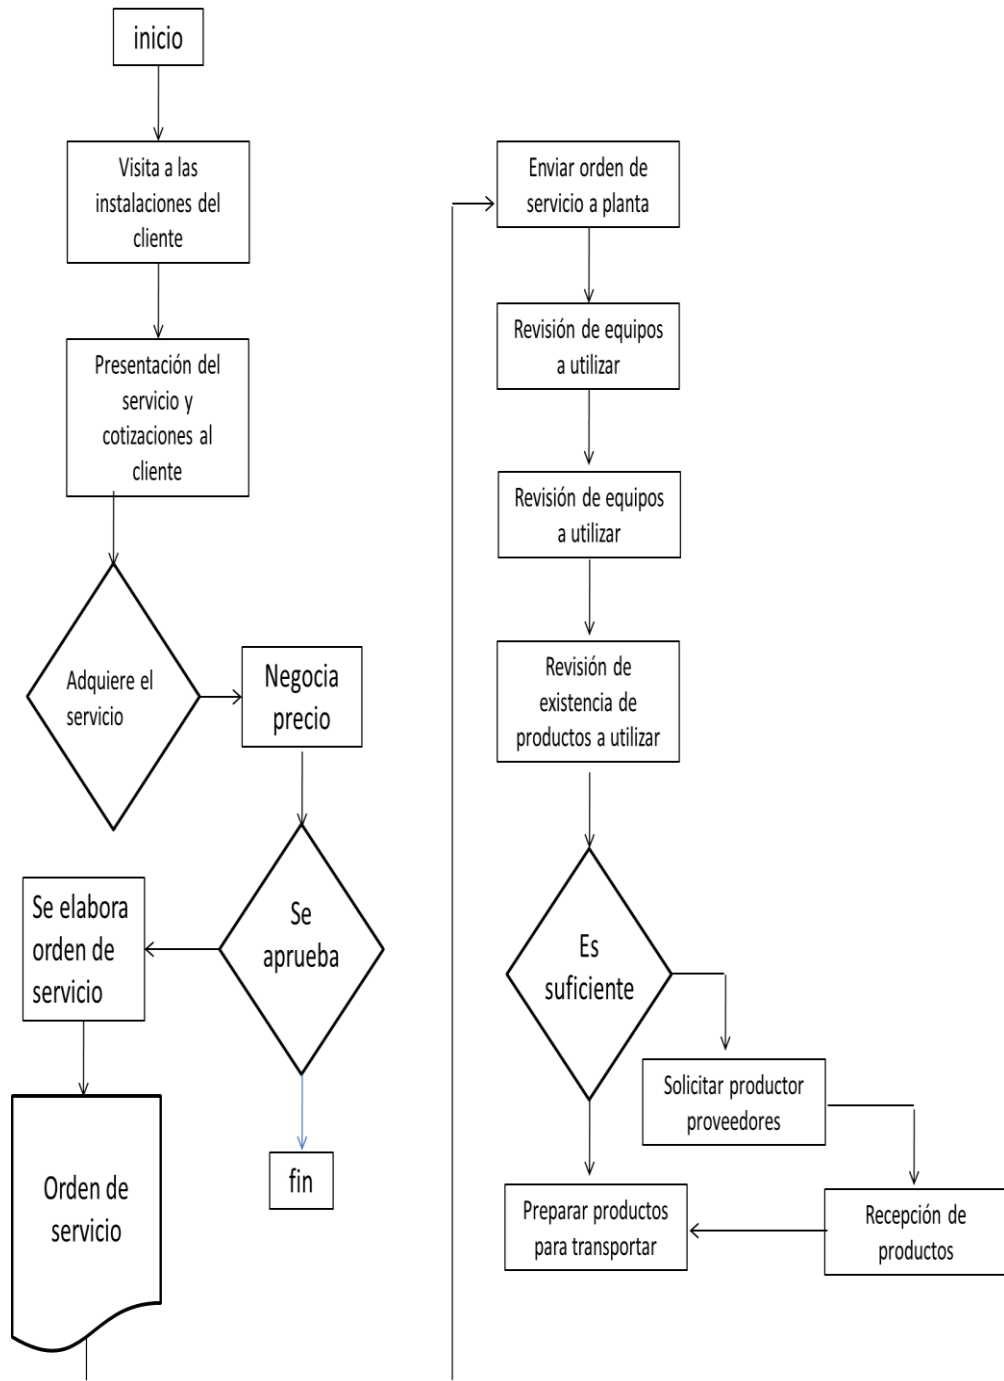 inicio
Visita a las
instalaciones del
cliente
Presentación del
servicio y
cotizaciones al
cliente
Adquiere el
servicio
Negocia
precio
Se
aprueba
Se elabora
orden de
servicio
fin
Orden de
servicio
Enviar orden de
servicio a planta
Revisión de equipos
a utilizar
Revisión de equipos
a utilizar
Revisión de
existencia de
productos a utilizar
Es
suficiente
Solicitar productor
proveedores
Recepción de
productos
Preparar productos
para transportar